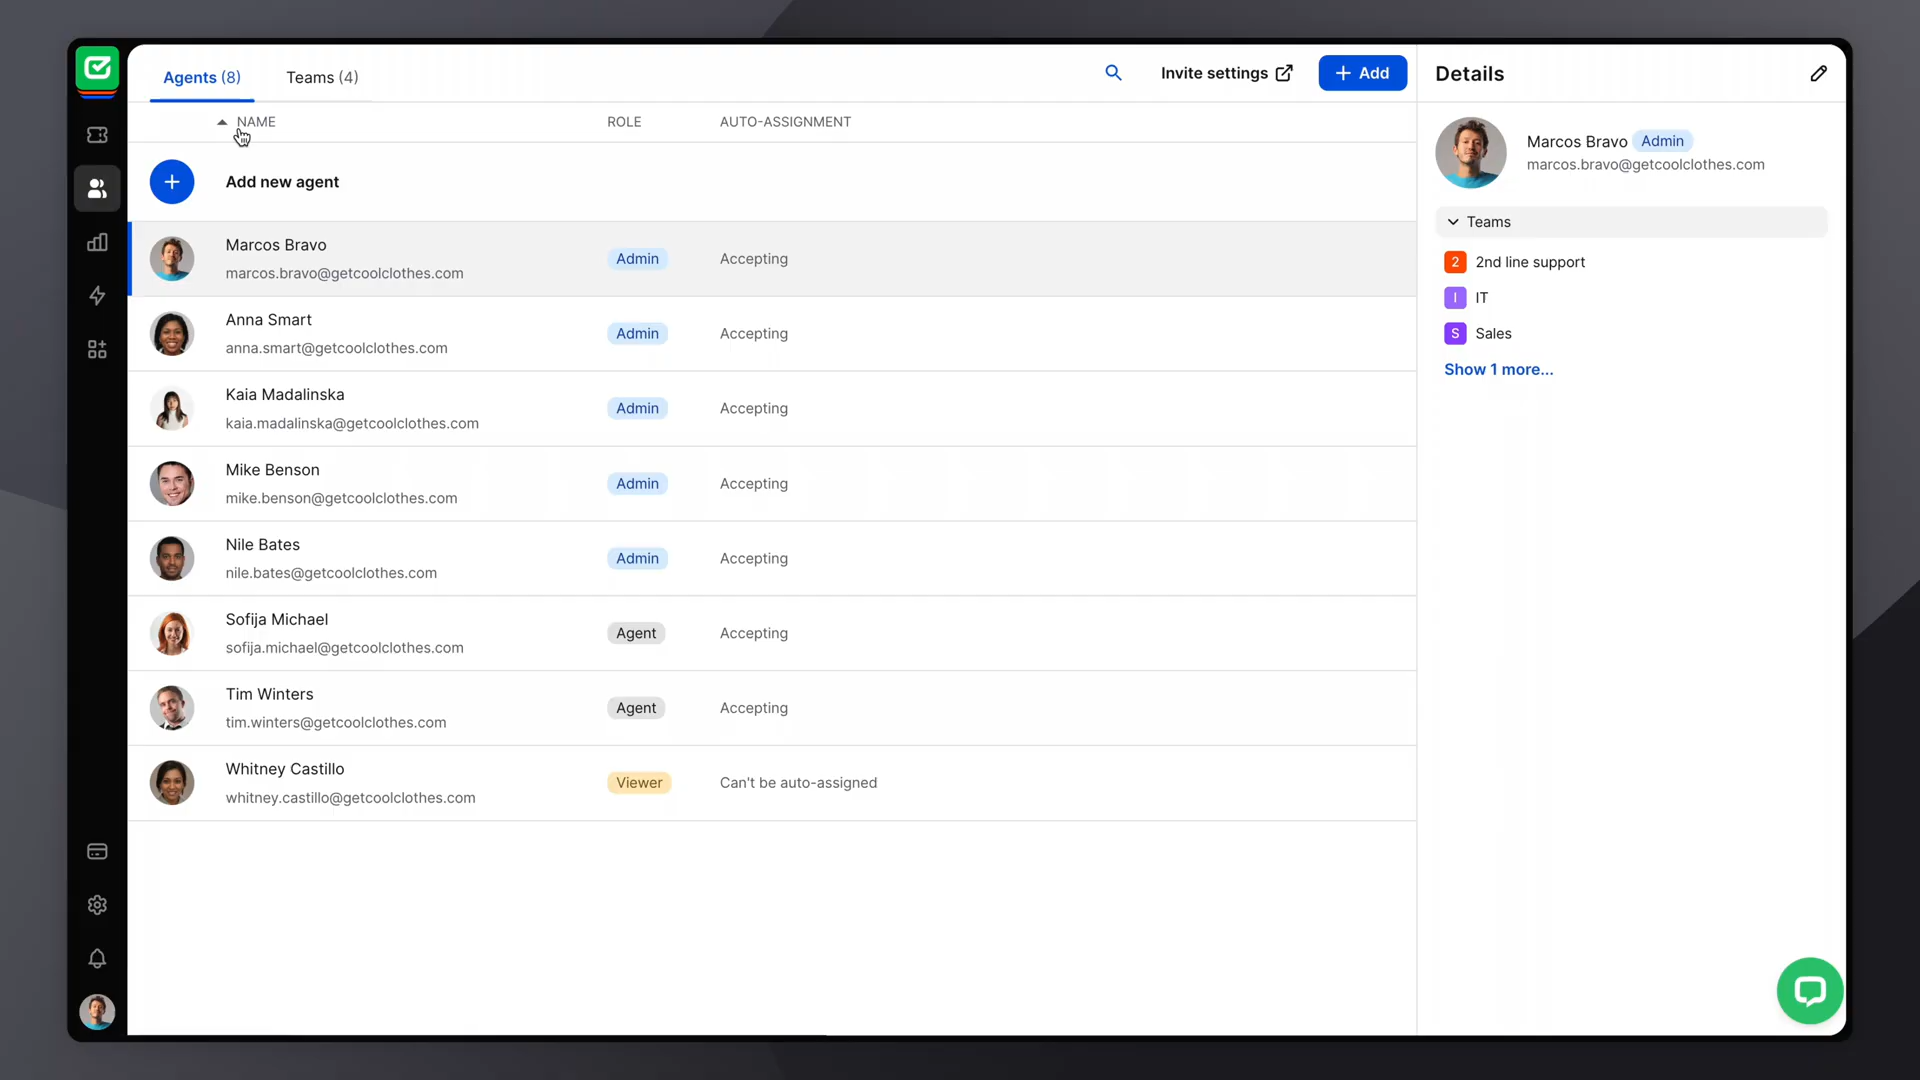 Agents (8)
Teams (4)
Invite settings
+ Add
Details
NAME
ROLE
AUTO-ASSIGNMENT
Add new agent
Marcos Bravo
marcos.bravo@getcoolclothes.com
Admin
Accepting
Anna Smart
anna.smart@getcoolclothes.com
Admin
Accepting
Kaia Madalinska
kaia.madalinska@getcoolclothes.com
Admin
Accepting
Mike Benson
mike.benson@getcoolclothes.com
Admin
Accepting
Nile Bates
nile.bates@getcoolclothes.com
Admin
Accepting
Sofija Michael
sofija.michael@getcoolclothes.com
Agent
Accepting
Tim Winters
tim.winters@getcoolclothes.com
Agent
Accepting
Whitney Castillo
whitney.castillo@getcoolclothes.com
Viewer
Can't be auto-assigned
Marcos Bravo Admin
marcos.bravo@getcoolclothes.com
Teams
2 2nd line support
I IT
S Sales
Show 1 more...